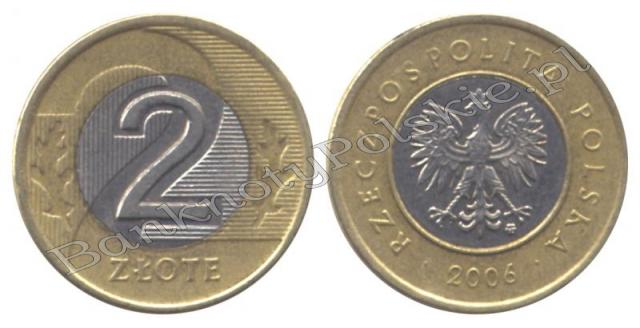 2
ZŁOTE
RZECZPOSPOLITA POLSKA
2006
BanknotyPolskie.pl